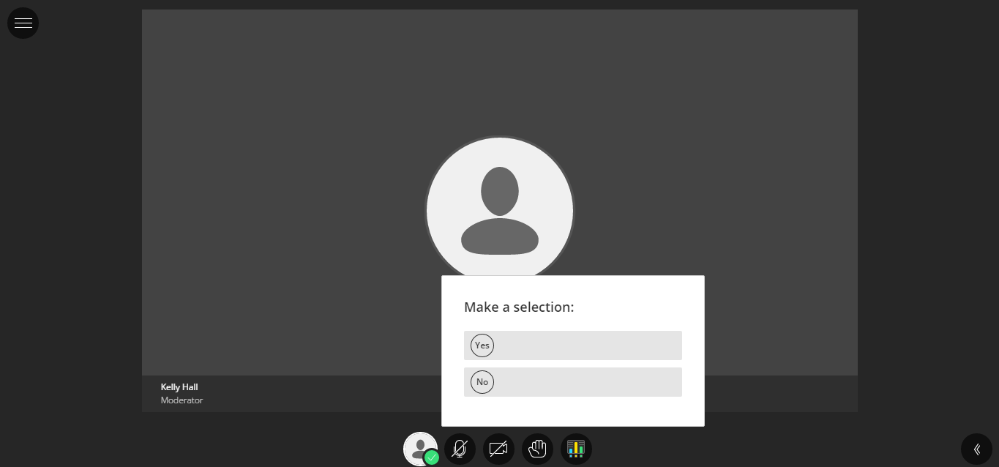 Make a selection:
Yes
No
Kelly Hall
Moderator